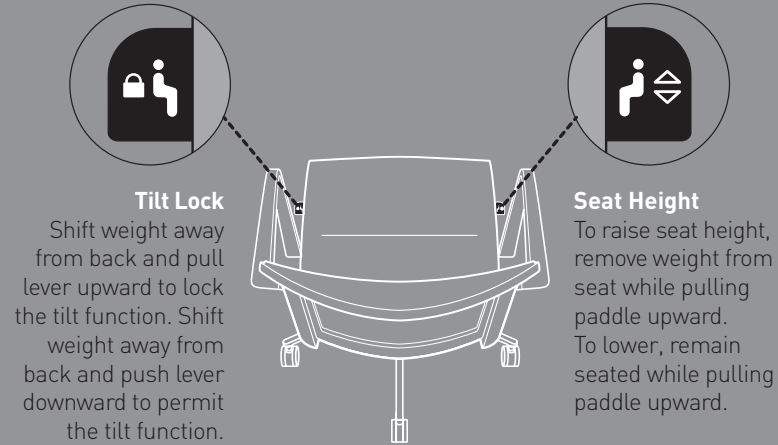 Tilt Lock
Shift weight away
from back and pull
lever upward to lock
the tilt function. Shift
weight away from
back and push lever
downward to permit
the tilt function.
Seat Height
To raise seat height,
remove weight from
seat while pulling
paddle upward.
To lower, remain
seated while pulling
paddle upward.